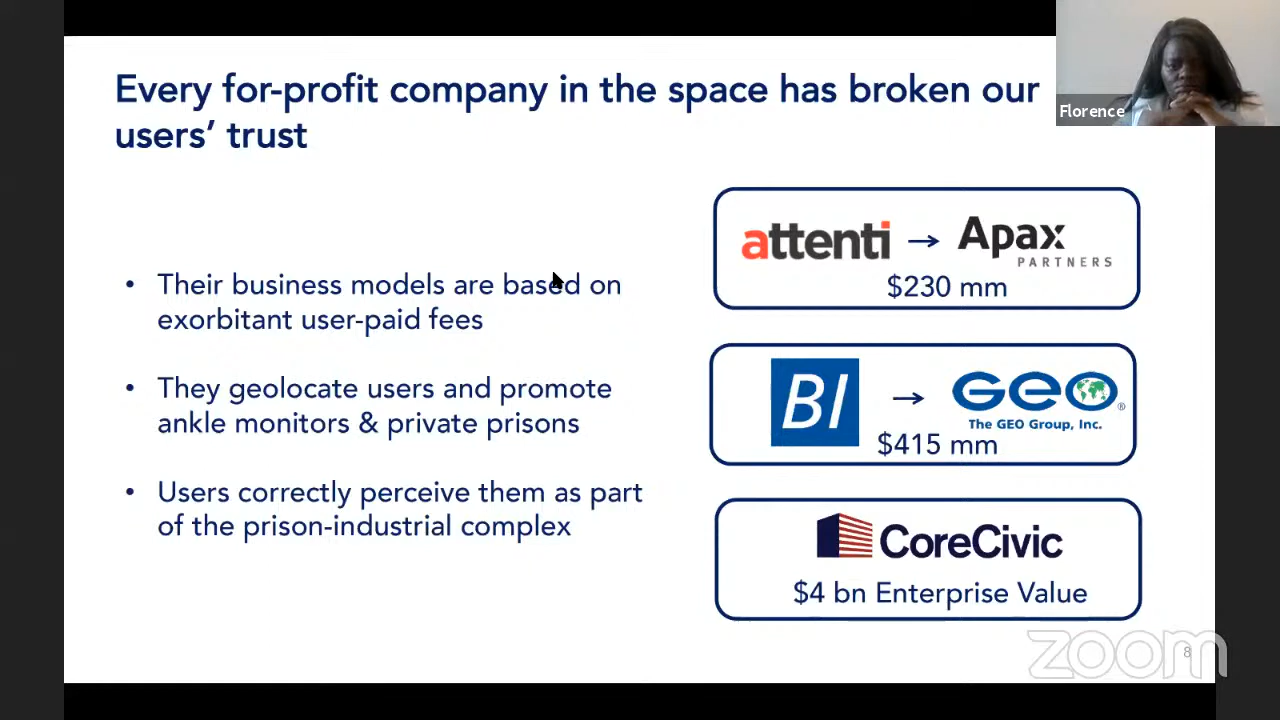 Every for-profit company in the space has broken our
users' trust
Florence
• Their business models are based on
exorbitant user-paid fees
• They geolocate users and promote
ankle monitors & private prisons
• Users correctly perceive them as part
of the prison-industrial complex
attenti → Apax
PARTNERS
$230 mm
BI → GEO®
The GEO Group, Inc.
$415 mm
CoreCivic
$4 bn Enterprise Value
zoom
8